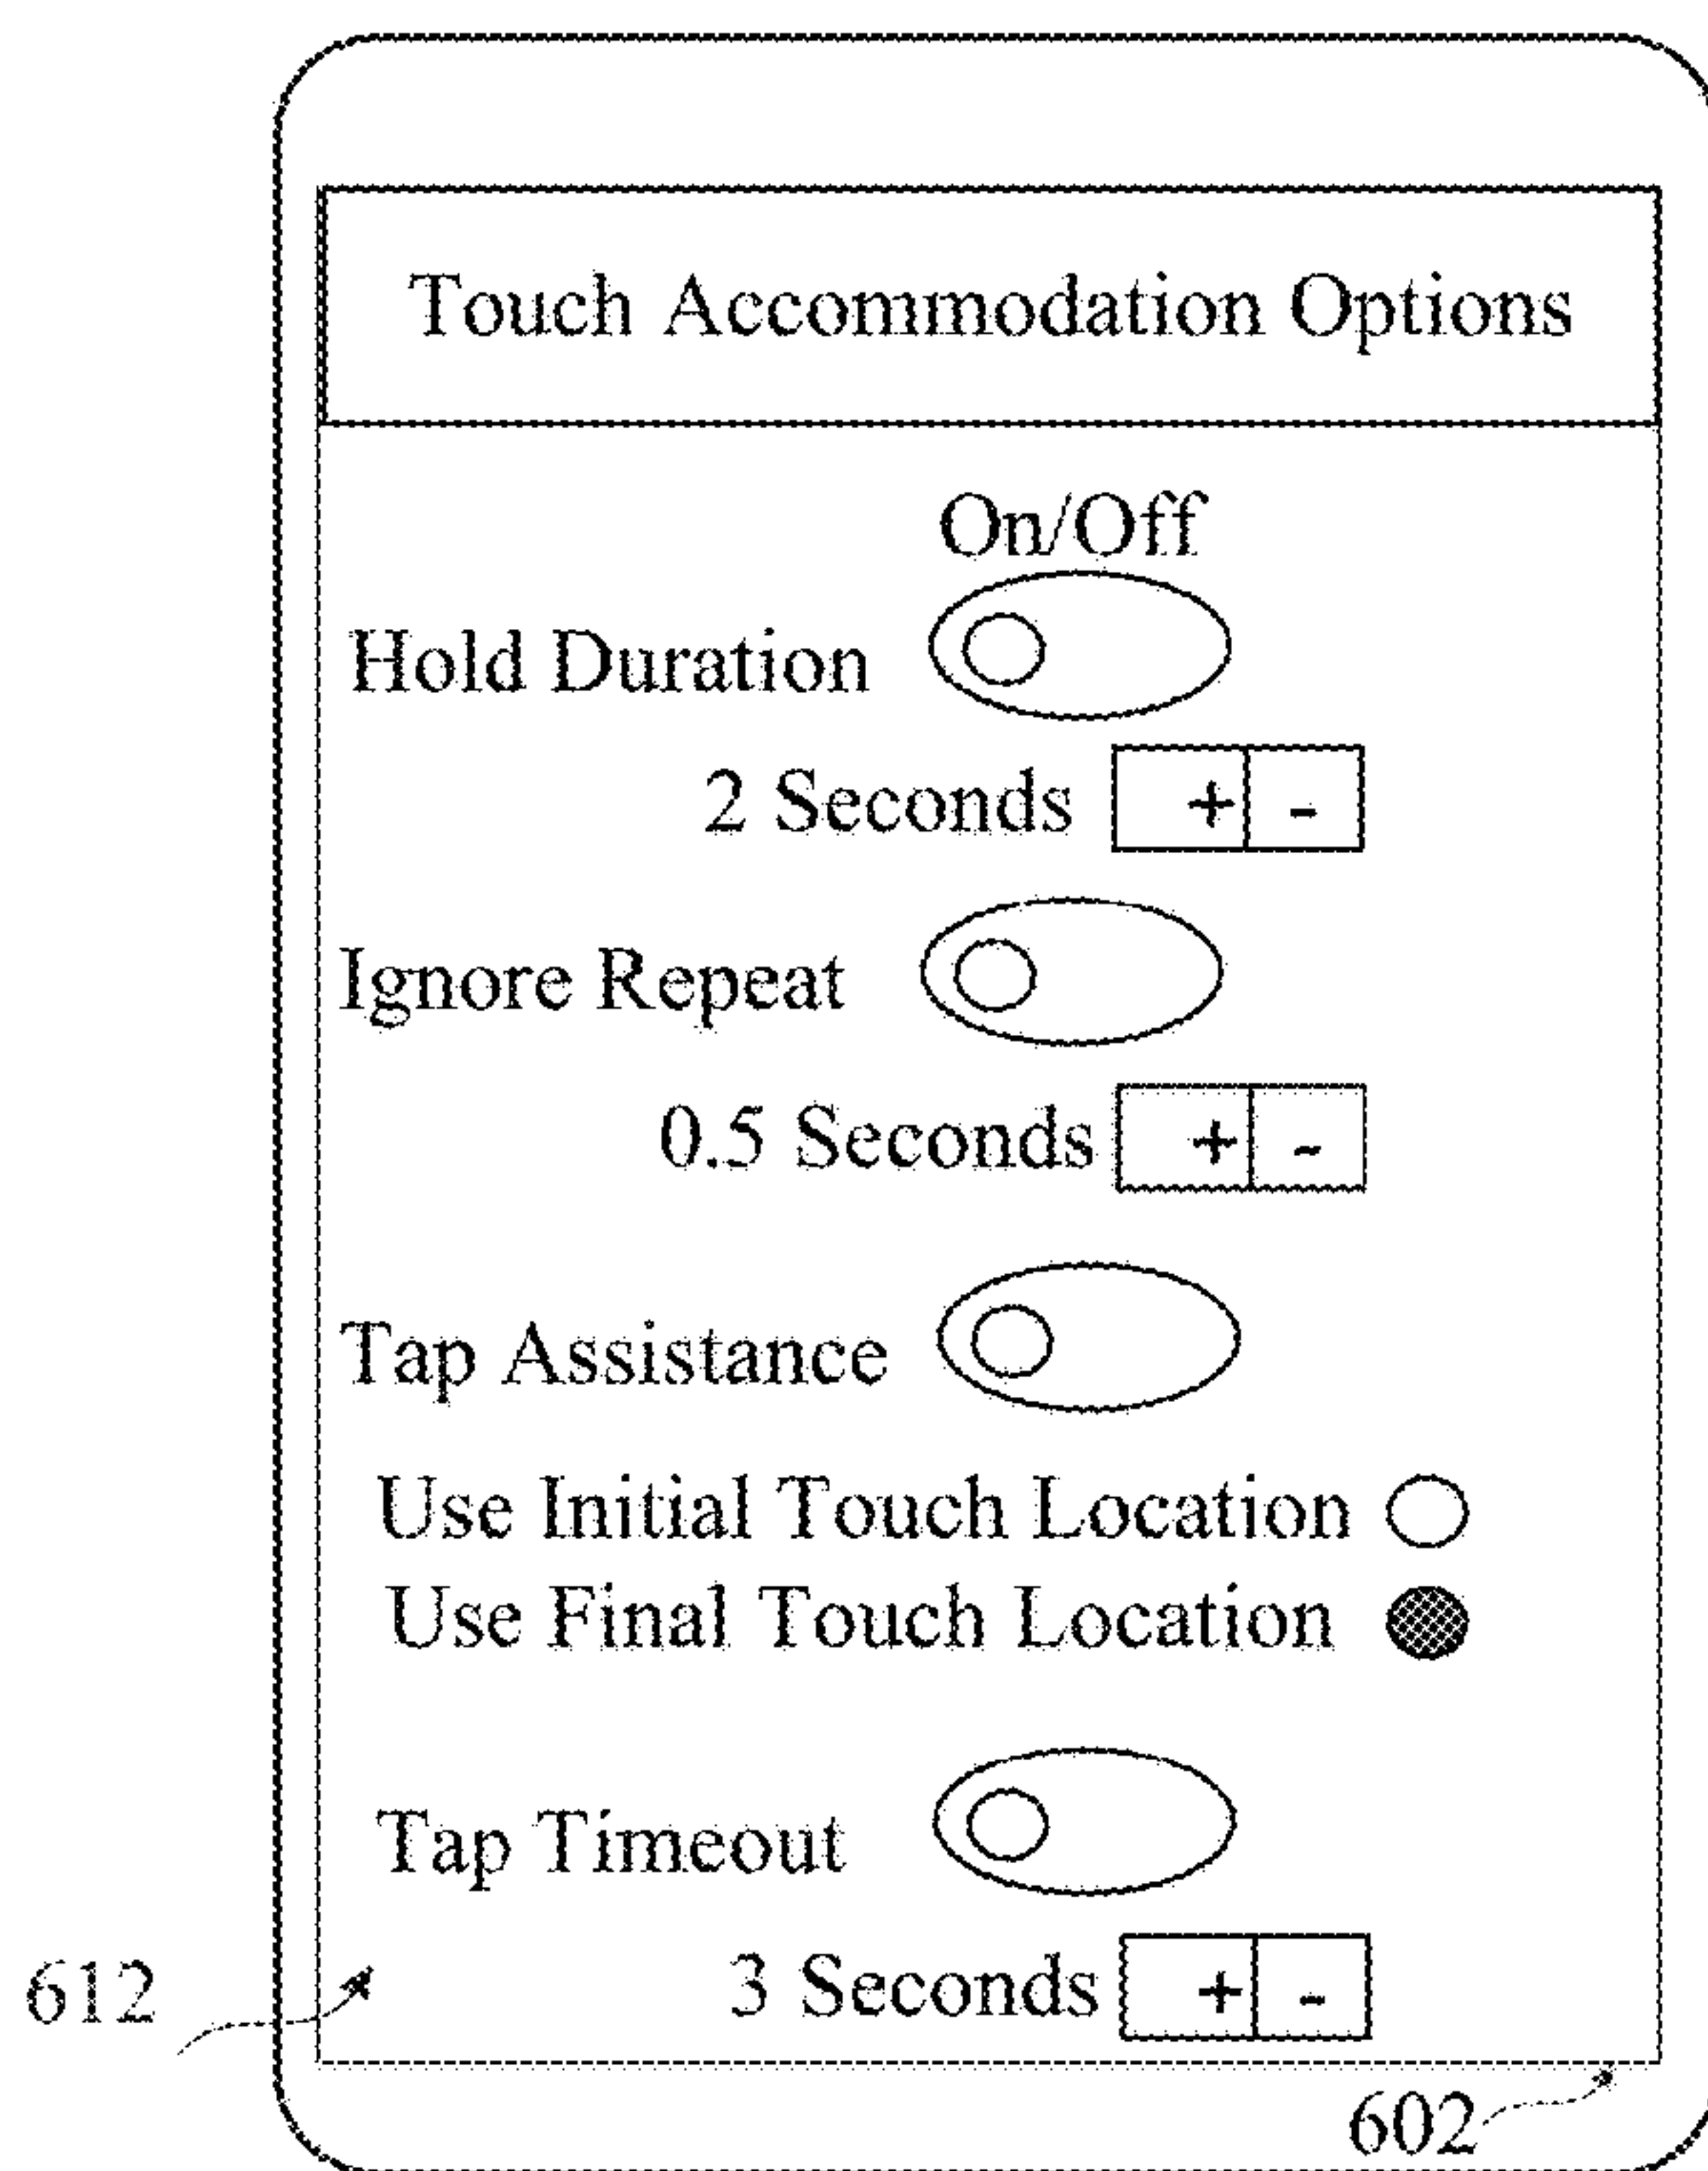 Touch Accommodation Options
On/Off
Hold Duration
2 Seconds + -
Ignore Repeat
0.5 Seconds + -
Tap Assistance
Use Initial Touch Location
Use Final Touch Location
Tap Timeout
612
3 Seconds + -
602